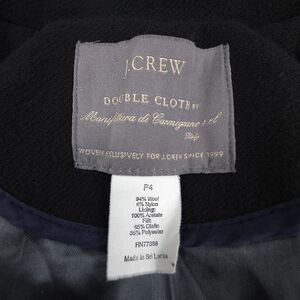 J.CREW
DOUBLE CLOTH BY
Manifattura di Carmignano s.r.l
Italy
WOVEN EXCLUSIVELY FOR J.CREW SINCE 1999
P4
94% Wool
6% Nylon
Lining:
100% Acetate
Fill:
65% Olefin
35% Polyester
RN77388
Made in Sri Lanka